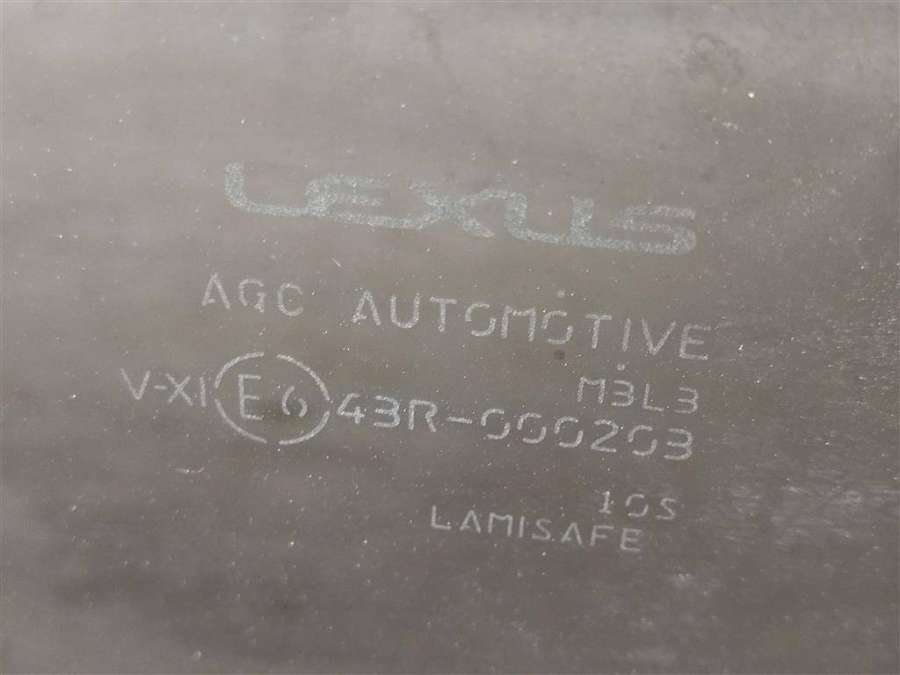 LEXUS
AGC AUTOMOTIVE
M3L3
V-XI E6 43R-000203
10S
LAMISAFE